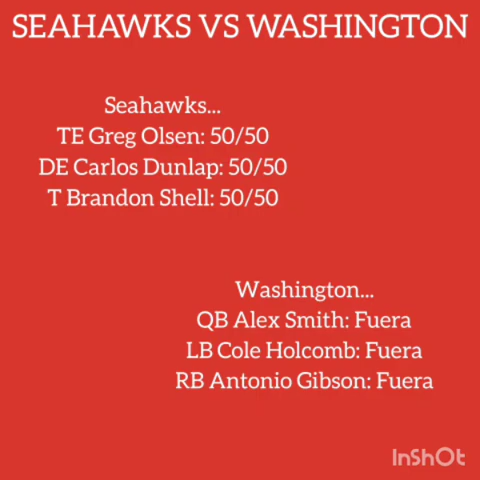 SEAHAWKS VS WASHINGTON
Seahawks...
TE Greg Olsen: 50/50
DE Carlos Dunlap: 50/50
T Brandon Shell: 50/50
Washington...
QB Alex Smith: Fuera
LB Cole Holcomb: Fuera
RB Antonio Gibson: Fuera
InShOt